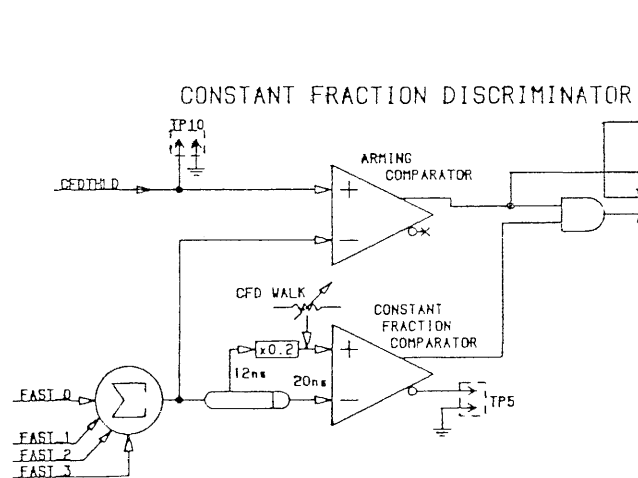 CONSTANT FRACTION DISCRIMINATOR
TP10
ARMING
COMPARATOR
CFDTHLD
+
−
CFD WALK
CONSTANT
FRACTION
COMPARATOR
x0.2
+
12ns
20ns
−
Σ
TP5
FAST 0
FAST 1
FAST 2
FAST 3